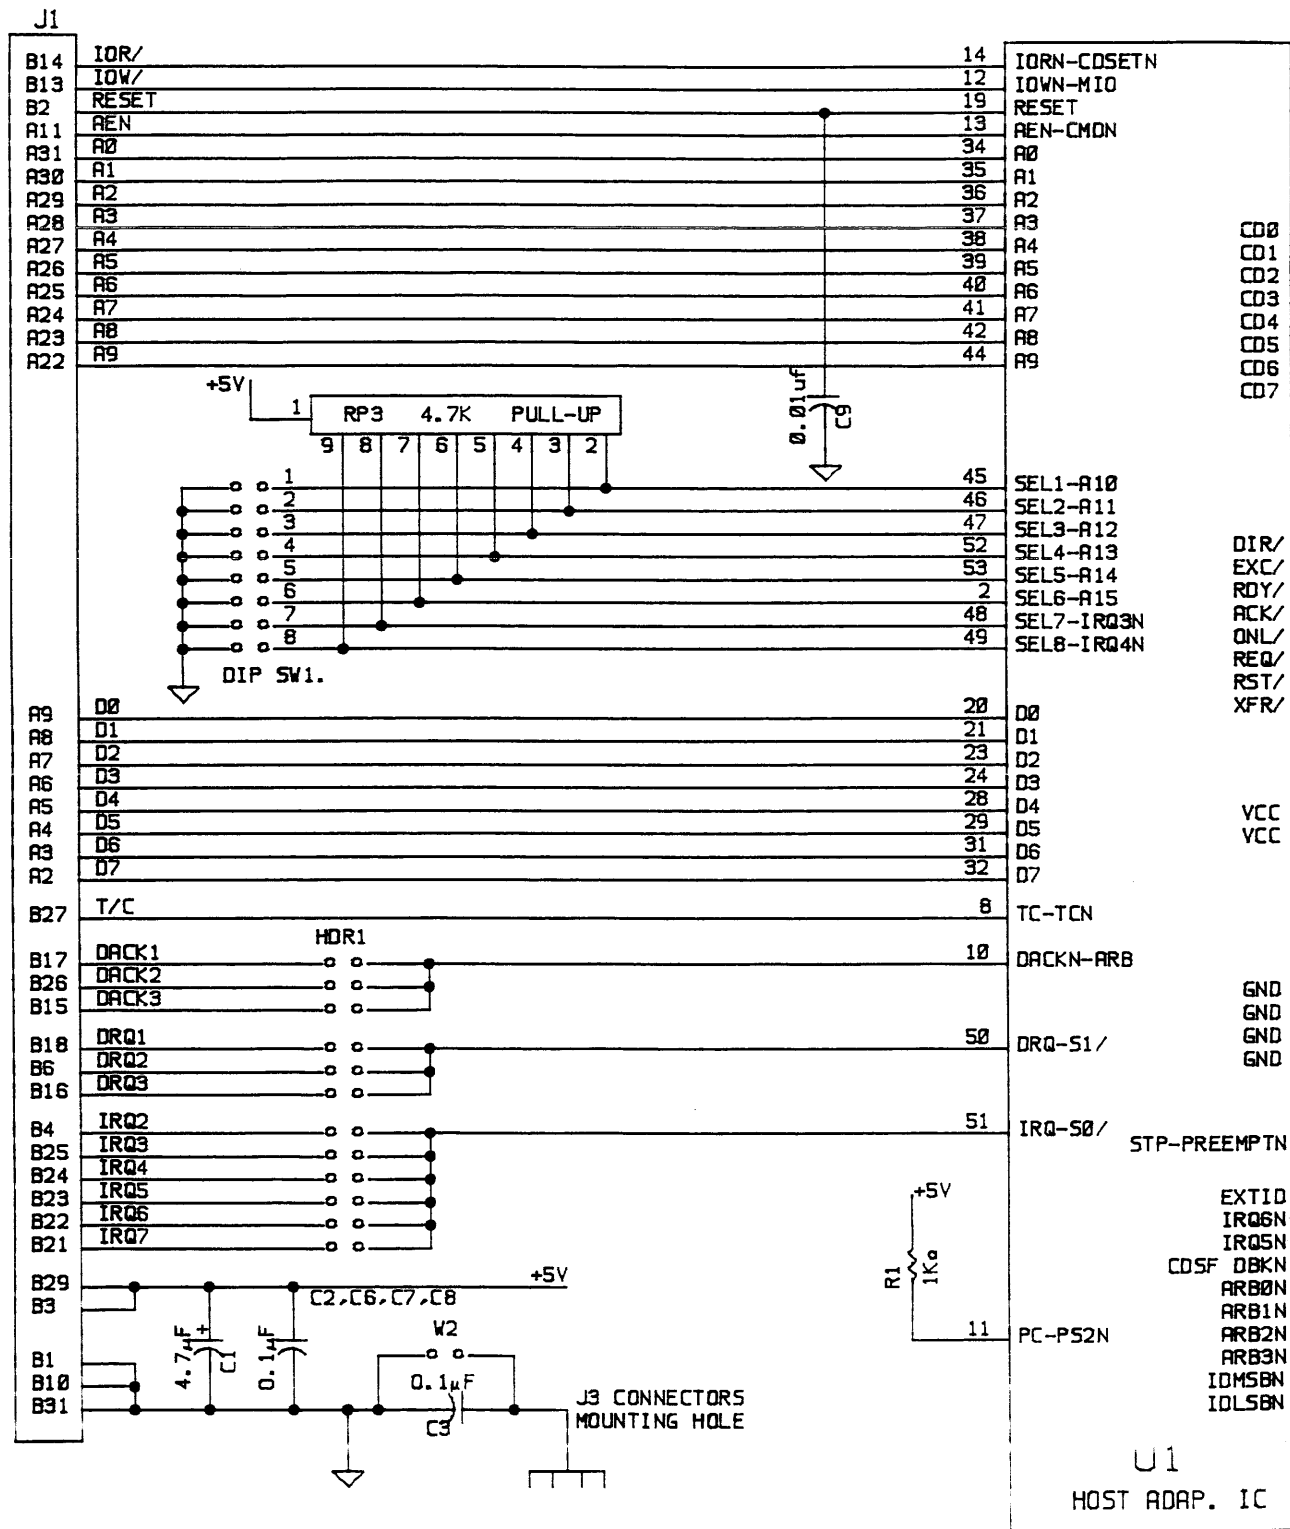 J1
B14 IOR/ 14 IORN-CDSETN
B13 IOW/ 12 IOWN-MIO
B2 RESET 19 RESET
A11 AEN 13 AEN-CMDN
A31 A0 34 A0
A30 A1 35 A1
A29 A2 36 A2
A28 A3 37 A3
A27 A4 38 A4 CD0
A26 A5 39 A5 CD1
A25 A6 40 A6 CD2
A24 A7 41 A7 CD3
A23 A8 42 A8 CD4
A22 A9 44 A9 CD5
CD6
CD7
+5V
1 RP3 4.7K PULL-UP
9 8 7 6 5 4 3 2
0.01uf C9
1 45 SEL1-A10
2 46 SEL2-A11
3 47 SEL3-A12
4 52 SEL4-A13 DIR/
5 53 SEL5-A14 EXC/
6 2 SEL6-A15 RDY/
7 48 SEL7-IRQ3N ACK/
8 49 SEL8-IRQ4N ONL/
REQ/
RST/
XFR/
DIP SW1.
A9 D0 20 D0
A8 D1 21 D1
A7 D2 23 D2
A6 D3 24 D3
A5 D4 28 D4 VCC
A4 D5 29 D5 VCC
A3 D6 31 D6
A2 D7 32 D7
B27 T/C 8 TC-TCN
HDR1
B17 DACK1 10 DACKN-ARB
B26 DACK2
B15 DACK3
GND
GND
GND
GND
B18 DRQ1 50 DRQ-S1/
B6 DRQ2
B16 DRQ3
B4 IRQ2 51 IRQ-S0/
B25 IRQ3
B24 IRQ4
B23 IRQ5
B22 IRQ6
B21 IRQ7
STP-PREEMPTN
EXTID
IRQ6N
IRQ5N
CDSF DBKN
ARB0N
ARB1N
ARB2N
ARB3N
IDMSBN
IDLSBN
+5V
R1 1KΩ
11 PC-PS2N
B29 +5V
B3
C2,C6,C7,C8
4.7µF + C1
0.1µF
W2
0.1µF
C3
B1
B10
B31
J3 CONNECTORS
MOUNTING HOLE
U1
HOST ADAP. IC